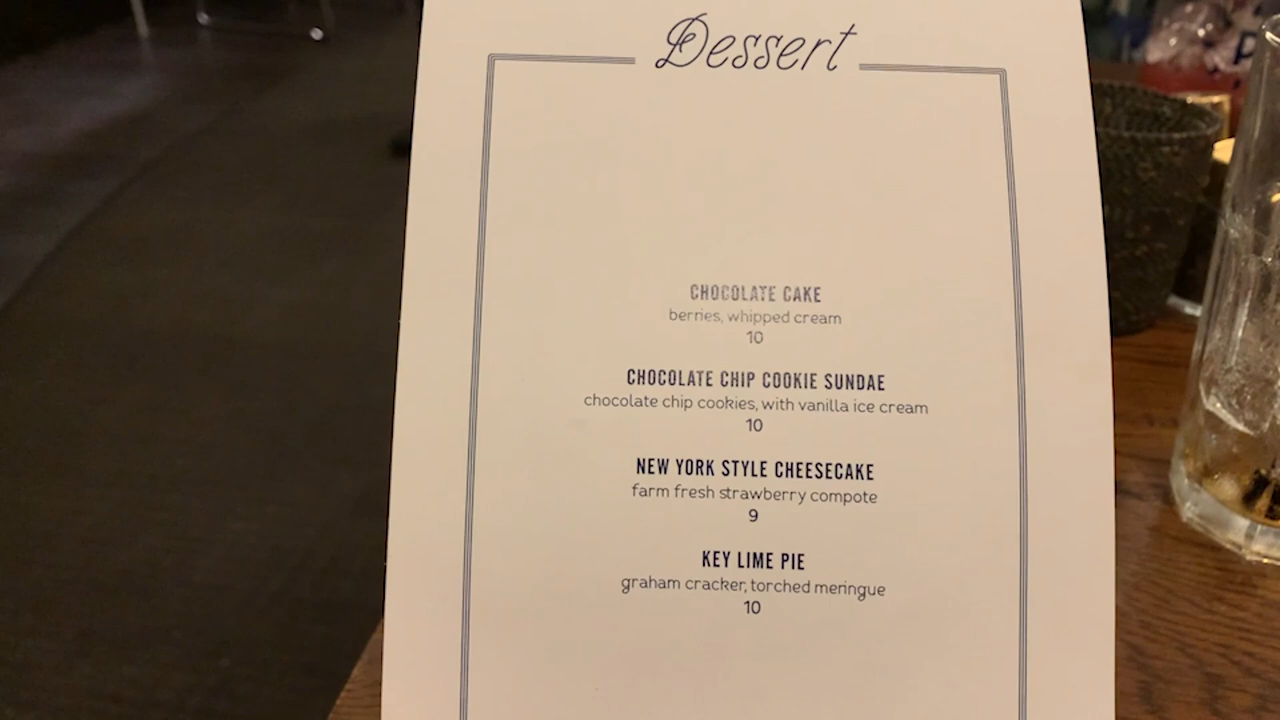 Dessert
CHOCOLATE CAKE
berries, whipped cream
10
CHOCOLATE CHIP COOKIE SUNDAE
chocolate chip cookies, with vanilla ice cream
10
NEW YORK STYLE CHEESECAKE
farm fresh strawberry compote
9
KEY LIME PIE
graham cracker, torched meringue
10